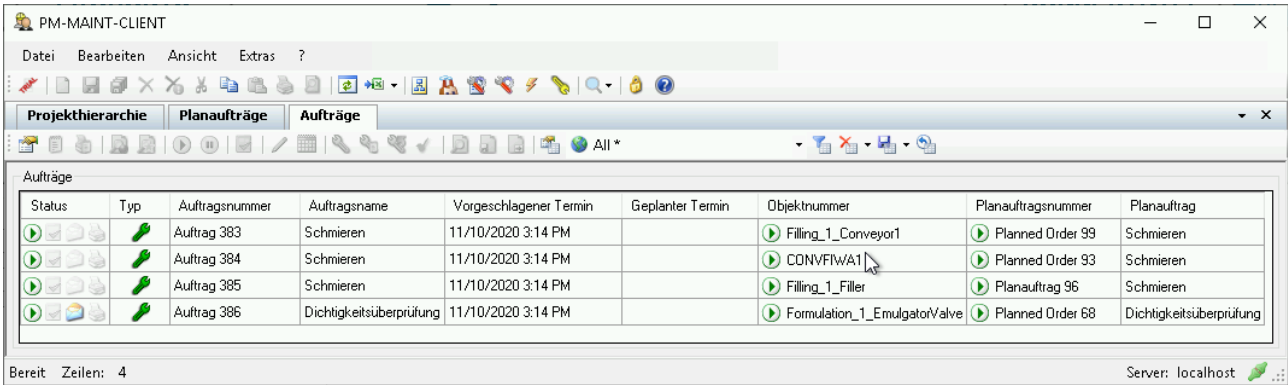 PM-MAINT-CLIENT
Datei Bearbeiten Ansicht Extras ?
Projekthierarchie Planaufträge Aufträge
All *
Aufträge
Status Typ Auftragsnummer Auftragsname Vorgeschlagener Termin Geplanter Termin Objektnummer Planauftragsnummer Planauftrag
Auftrag 383 Schmieren 11/10/2020 3:14 PM Filling_1_Conveyor1 Planned Order 99 Schmieren
Auftrag 384 Schmieren 11/10/2020 3:14 PM CONVFIWA1 Planned Order 93 Schmieren
Auftrag 385 Schmieren 11/10/2020 3:14 PM Filling_1_Filler Planauftrag 96 Schmieren
Auftrag 386 Dichtigkeitsüberprüfung 11/10/2020 3:14 PM Formulation_1_EmulgatorValve Planned Order 68 Dichtigkeitsüberprüfung
Bereit Zeilen: 4 Server: localhost